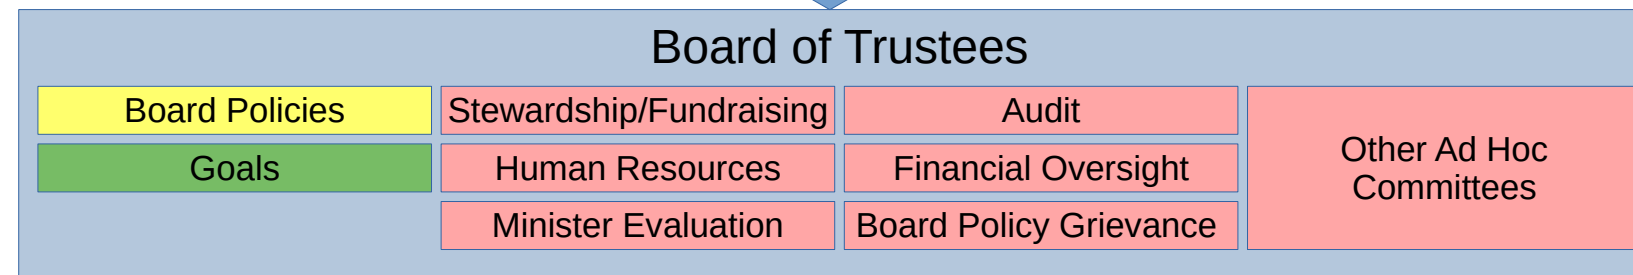 Board of Trustees
Board Policies
Stewardship/Fundraising
Audit
Other Ad Hoc
Committees
Goals
Human Resources
Financial Oversight
Minister Evaluation
Board Policy Grievance